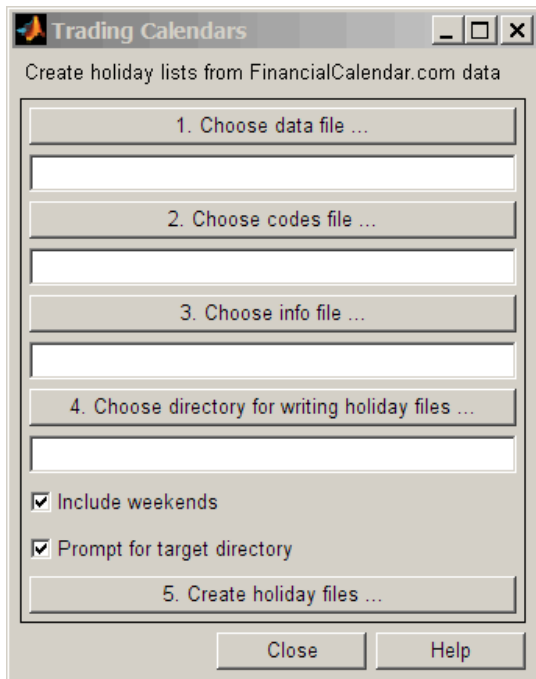 Trading Calendars
Create holiday lists from FinancialCalendar.com data
1. Choose data file ...
2. Choose codes file ...
3. Choose info file ...
4. Choose directory for writing holiday files ...
Include weekends
Prompt for target directory
5. Create holiday files ...
Close Help